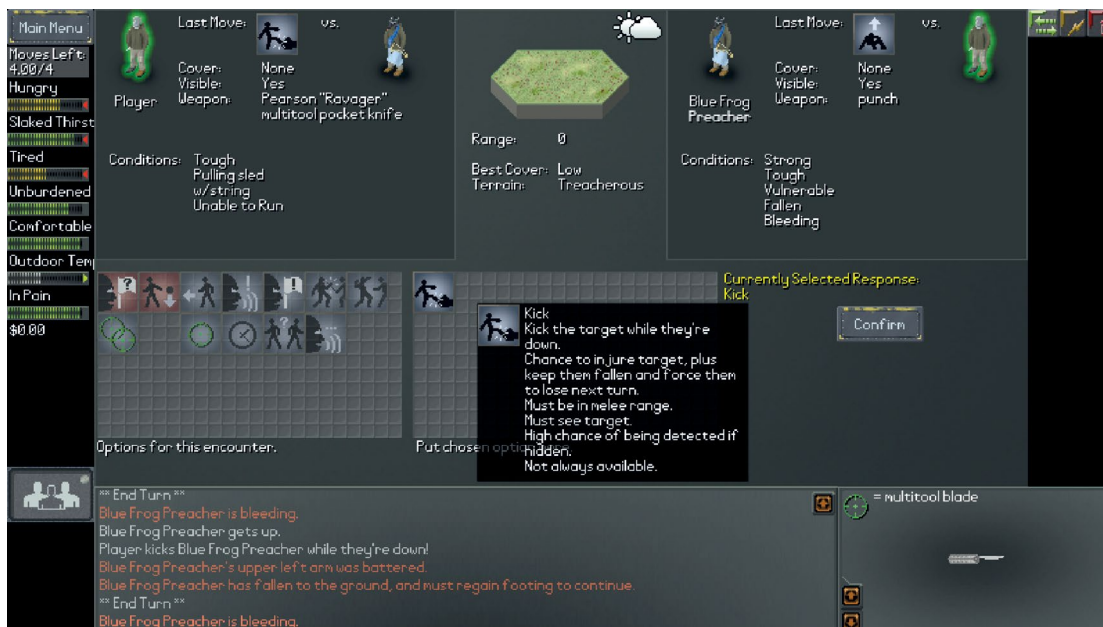 Main Menu
Moves Left:
4.00/4
Hungry
Slaked Thirst
Tired
Unburdened
Comfortable
Outdoor Tem
In Pain
$0.00
Last Move: vs.
Cover: None
Visible: Yes
Weapon: Pearson "Ravager"
multitool pocket knife
Player
Conditions: Tough
Pulling sled
w/string
Unable to Run
Range: 0
Best Cover: Low
Terrain: Treacherous
Last Move: vs.
Cover: None
Visible: Yes
Weapon: punch
Blue Frog
Preacher
Conditions: Strong
Tough
Vulnerable
Fallen
Bleeding
Options for this encounter.
Put chosen opti
Currently Selected Response:
Kick
Confirm
Kick
Kick the target while they're
down.
Chance to injure target, plus
keep them fallen and force them
to lose next turn.
Must be in melee range.
Must see target.
High chance of being detected if
hidden.
Not always available.
** End Turn **
Blue Frog Preacher is bleeding.
Blue Frog Preacher gets up.
Player kicks Blue Frog Preacher while they're down!
Blue Frog Preacher's upper left arm was battered.
Blue Frog Preacher has fallen to the ground, and must regain footing to continue.
** End Turn **
Blue Frog Preacher is bleeding.
= multitool blade